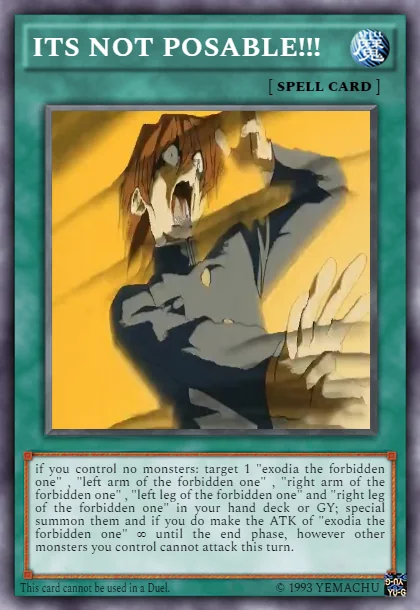 ITS NOT POSABLE!!!
魔
[ SPELL CARD ]
if you control no monsters: target 1 "exodia the forbidden
one" , "left arm of the forbidden one" , "right arm of the
forbidden one" , "left leg of the forbidden one" and "right leg
of the forbidden one" in your hand deck or GY; special
summon them and if you do make the ATK of "exodia the
forbidden one" ∞ until the end phase, however other
monsters you control cannot attack this turn.
This card cannot be used in a Duel.
© 1993 YEMACHU